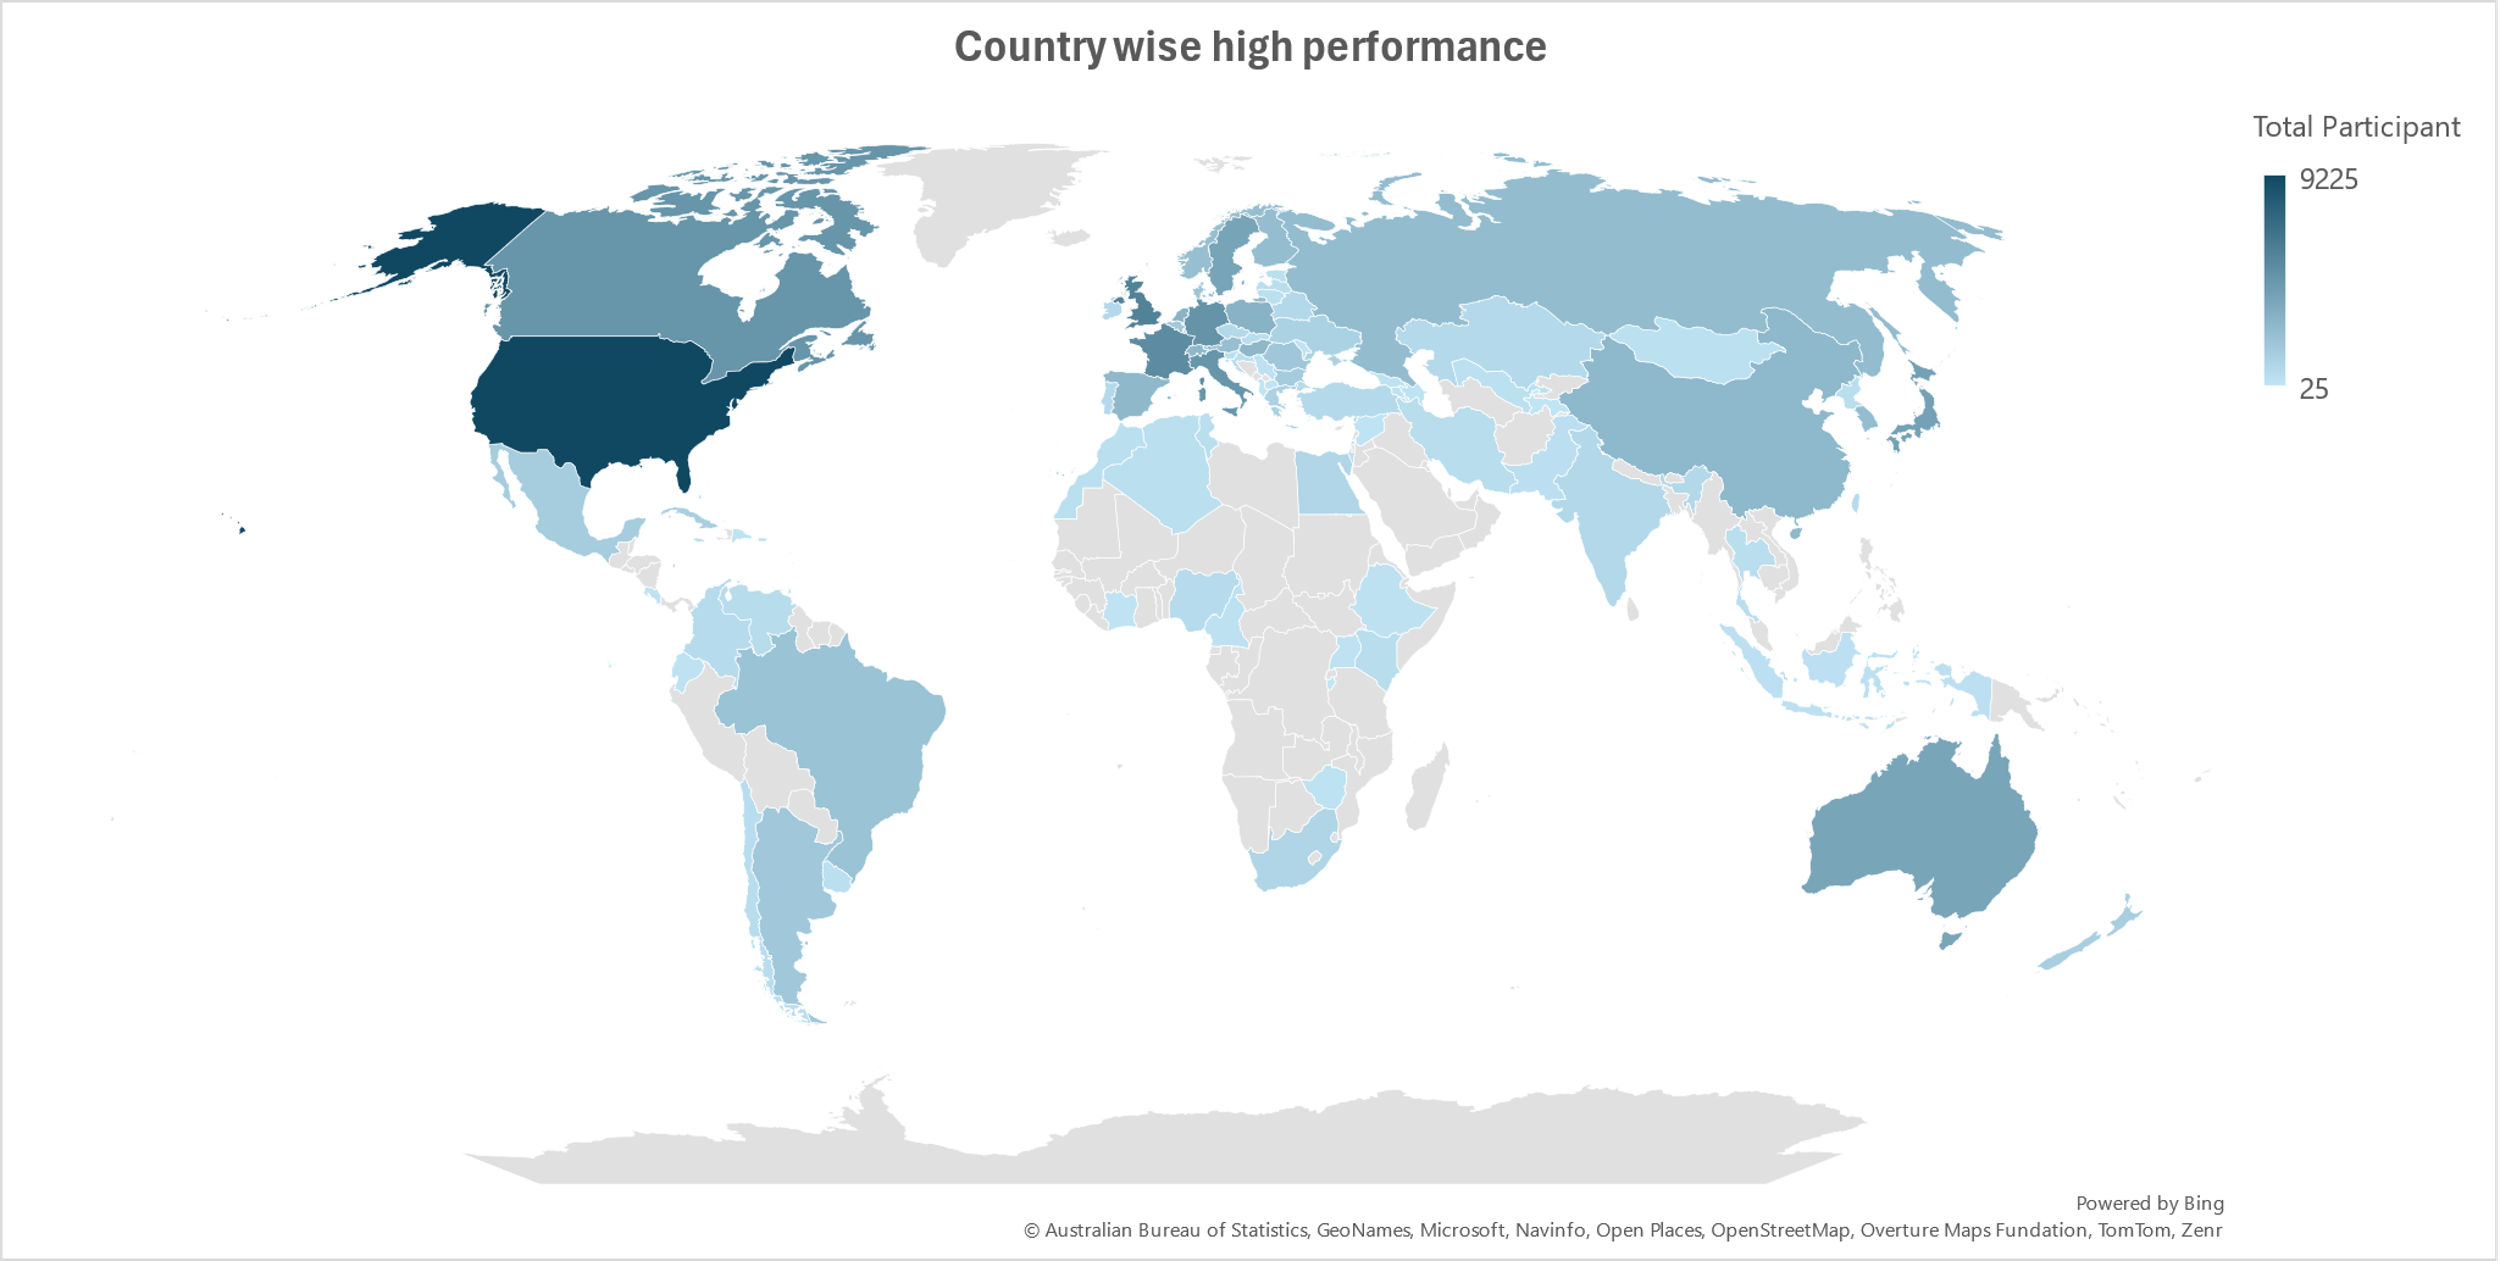 Country wise high performance
Total Participant
9225
25
Powered by Bing
© Australian Bureau of Statistics, GeoNames, Microsoft, Navinfo, Open Places, OpenStreetMap, Overture Maps Fundation, TomTom, Zenr